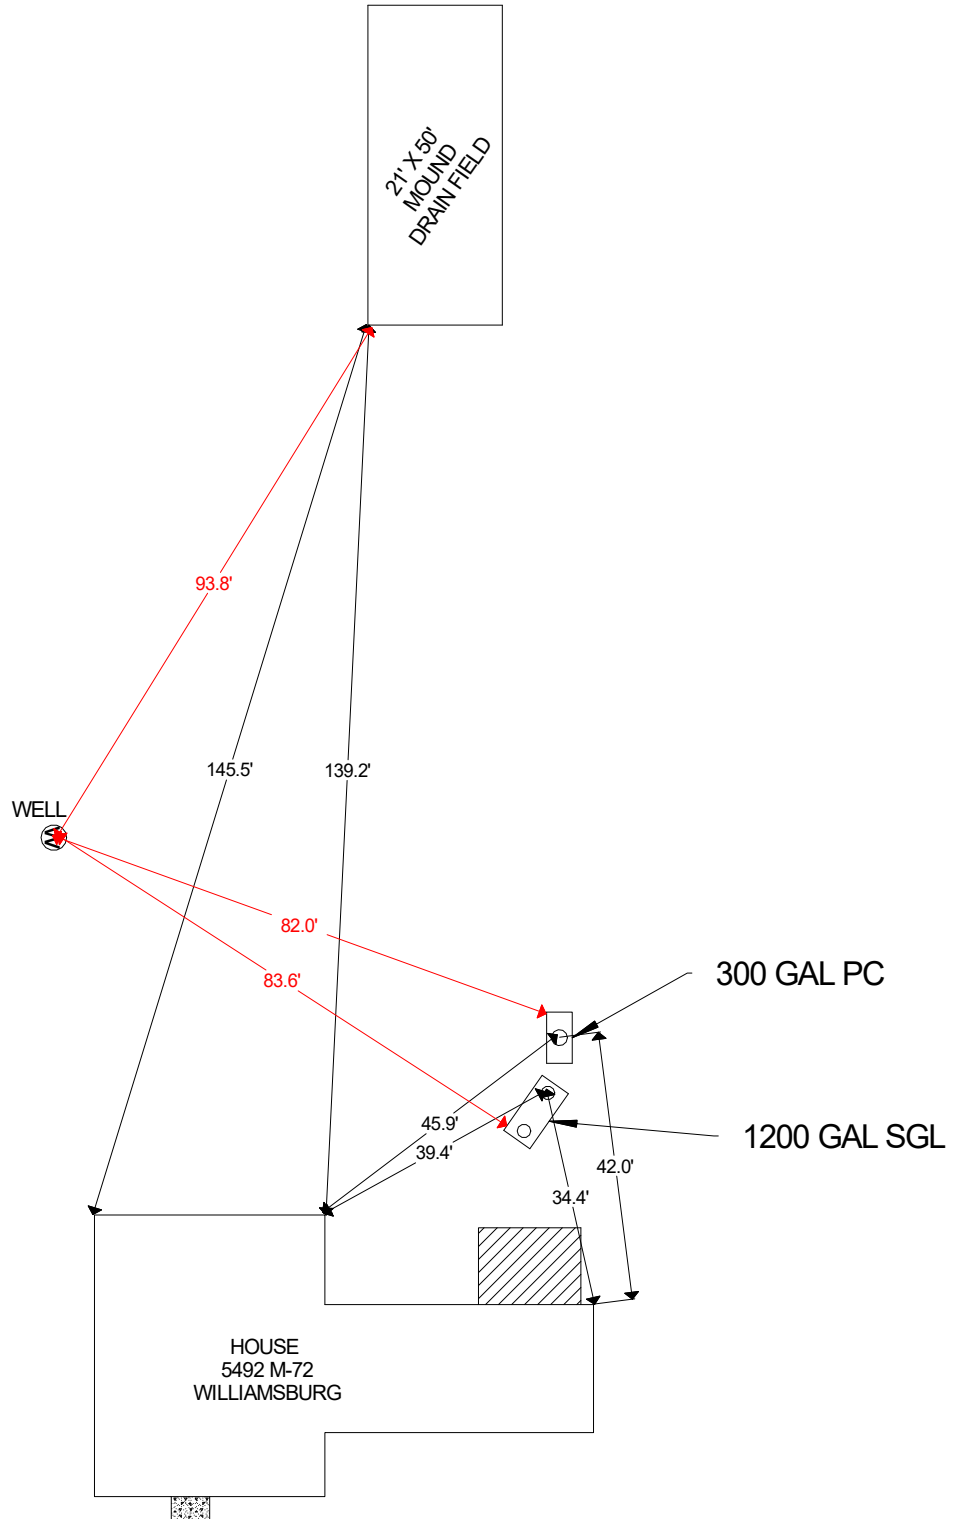 21' X 50'
MOUND
DRAIN FIELD
93.8'
145.5'
139.2'
WELL
W
82.0'
83.6'
300 GAL PC
45.9'
39.4'
1200 GAL SGL
42.0'
34.4'
HOUSE
5492 M-72
WILLIAMSBURG